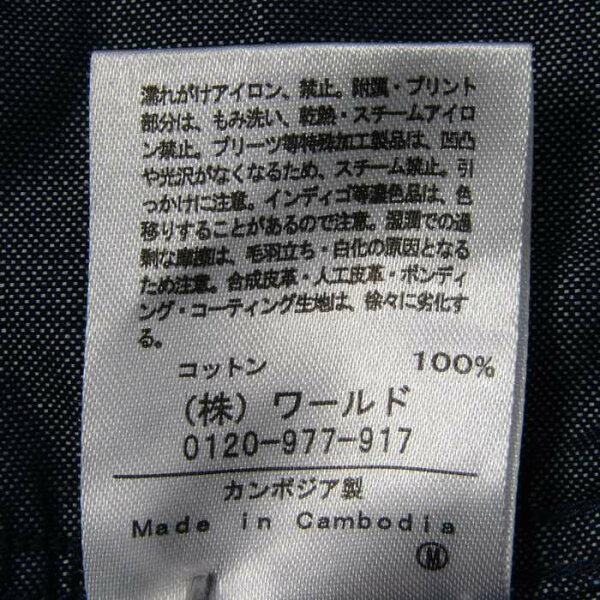 濡れがけアイロン、禁止。附属・プリント
部分は、もみ洗い、乾熱・スチームアイロ
ン禁止。プリーツ等特殊加工製品は、凹凸
や光沢がなくなるため、スチーム禁止。引
っかけに注意。インディゴ等濃色品は、色
移りすることがあるので注意。湿潤での過
剰な摩擦は、毛羽立ち・白化の原因となる
ため注意。合成皮革・人工皮革・ボンディ
ング・コーティング生地は、徐々に劣化す
る。
コットン 100%
(株) ワールド
0120-977-917
カンボジア製
Made in Cambodia
M